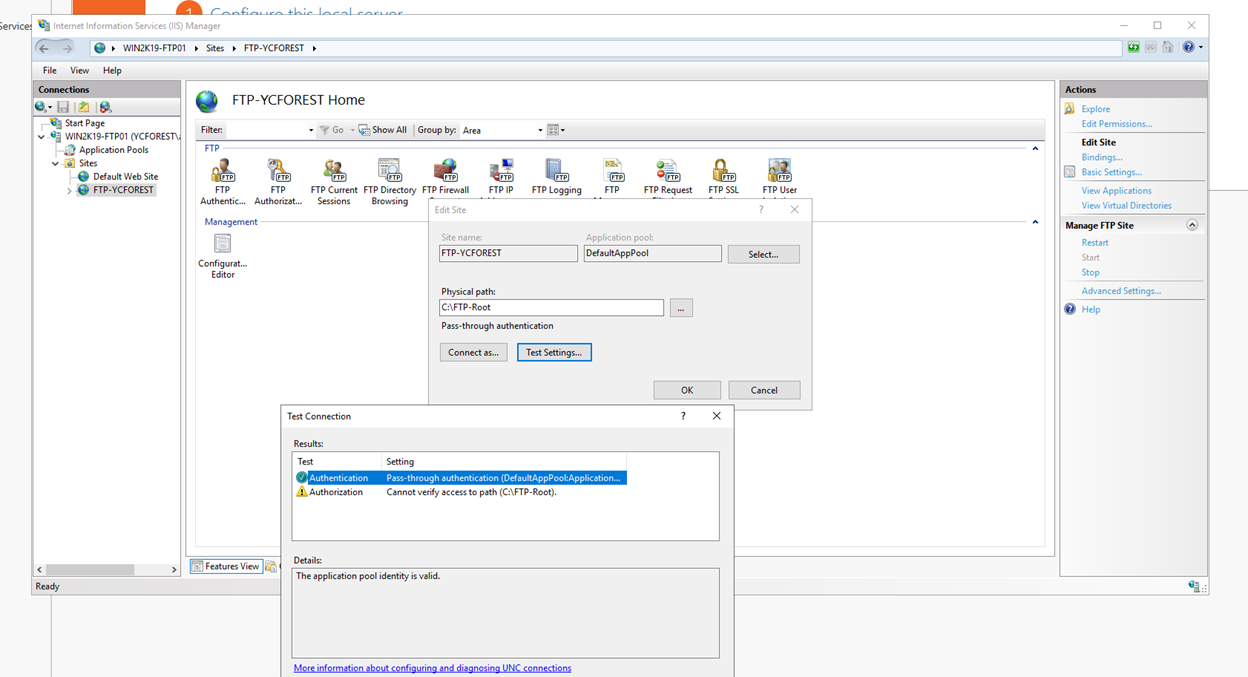 1 Configure this local server
Services
Internet Information Services (IIS) Manager
WIN2K19-FTP01 Sites FTP-YCFOREST
File View Help
Connections
Start Page
WIN2K19-FTP01 (YCFOREST\
Application Pools
Sites
Default Web Site
FTP-YCFOREST
FTP-YCFOREST Home
Filter: Go Show All Group by: Area
FTP
FTP Authentic...
FTP Authorizat...
FTP Current Sessions
FTP Directory Browsing
FTP Firewall
FTP IP
FTP Logging
FTP
FTP Request
FTP SSL
FTP User
Management
Configurat... Editor
Features View
Ready
Actions
Explore
Edit Permissions...
Edit Site
Bindings...
Basic Settings...
View Applications
View Virtual Directories
Manage FTP Site
Restart
Start
Stop
Advanced Settings...
Help
Edit Site ?
Site name: Application pool:
FTP-YCFOREST DefaultAppPool Select...
Physical path:
C:\FTP-Root ...
Pass-through authentication
Connect as... Test Settings...
OK Cancel
Test Connection ?
Results:
Test Setting
Authentication Pass-through authentication (DefaultAppPool:Application...
Authorization Cannot verify access to path (C:\FTP-Root).
Details:
The application pool identity is valid.
More information about configuring and diagnosing UNC connections